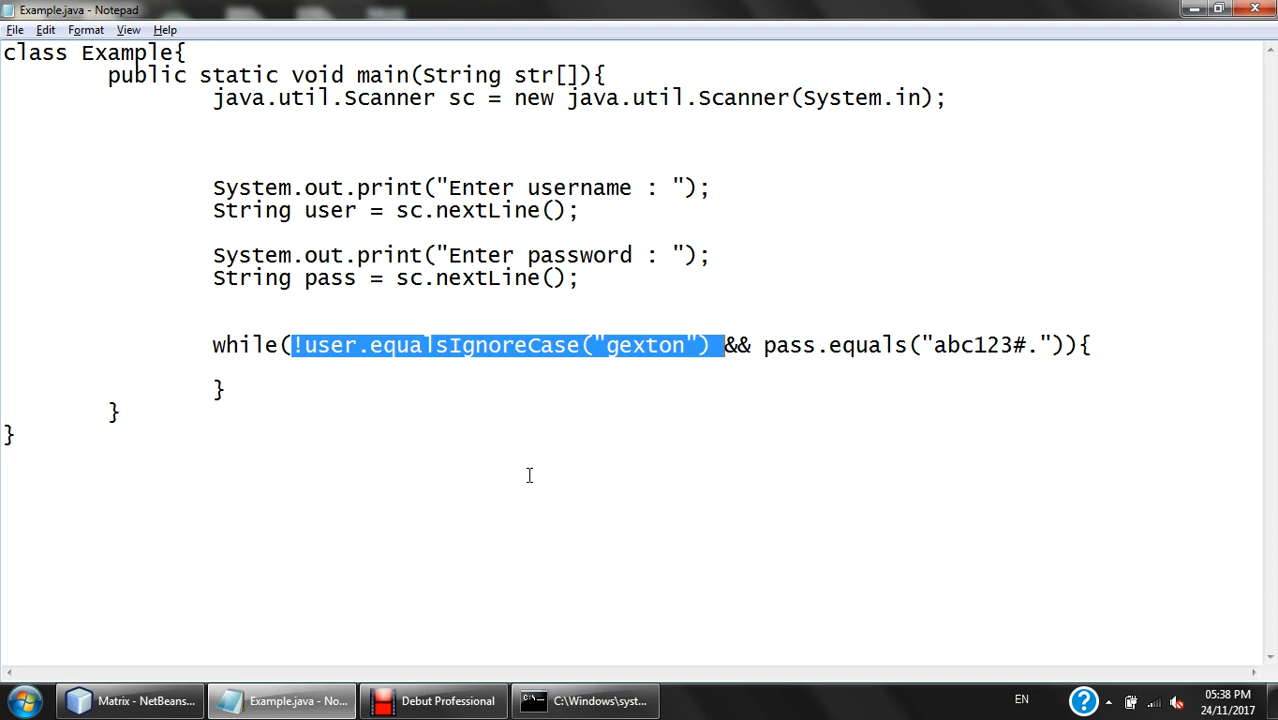 Example.java - Notepad
File Edit Format View Help
class Example{
public static void main(String str[]){
java.util.Scanner sc = new java.util.Scanner(System.in);
System.out.print("Enter username : ");
String user = sc.nextLine();
System.out.print("Enter password : ");
String pass = sc.nextLine();
while(!user.equalsIgnoreCase("gexton") && pass.equals("abc123#.")){
}
}
}
Matrix - NetBeans... Example.java - No... Debut Professional C:\Windows\syst... EN 05:38 PM
24/11/2017